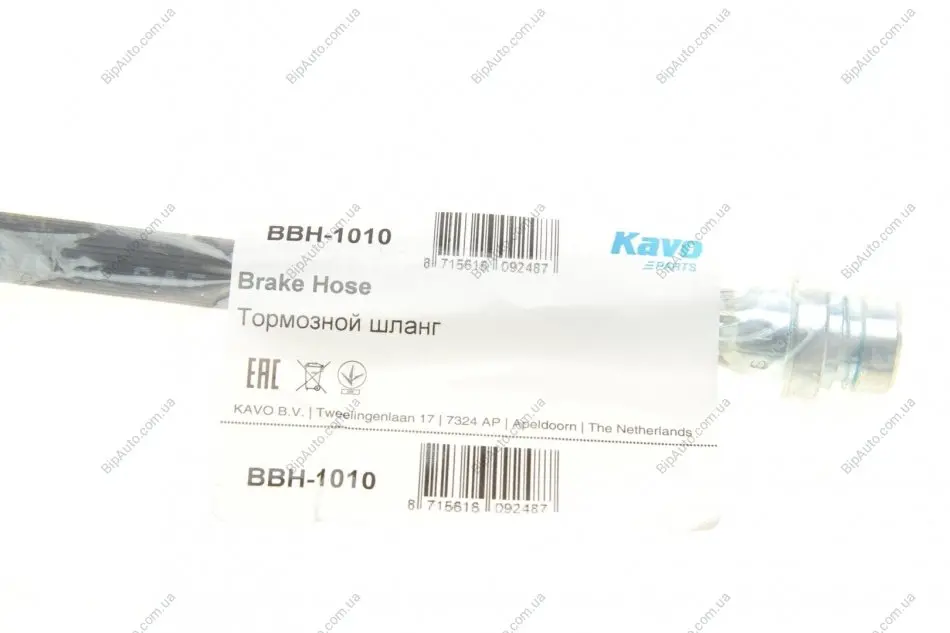 BBH-1010
8 715616 092487
Kavo
PARTS
Brake Hose
Тормозной шланг
EAC
KAVO B.V. | Tweelingenlaan 17 | 7324 AP | Apeldoorn | The Netherlands
BBH-1010
8 715616 092487
BipAuto.com.ua